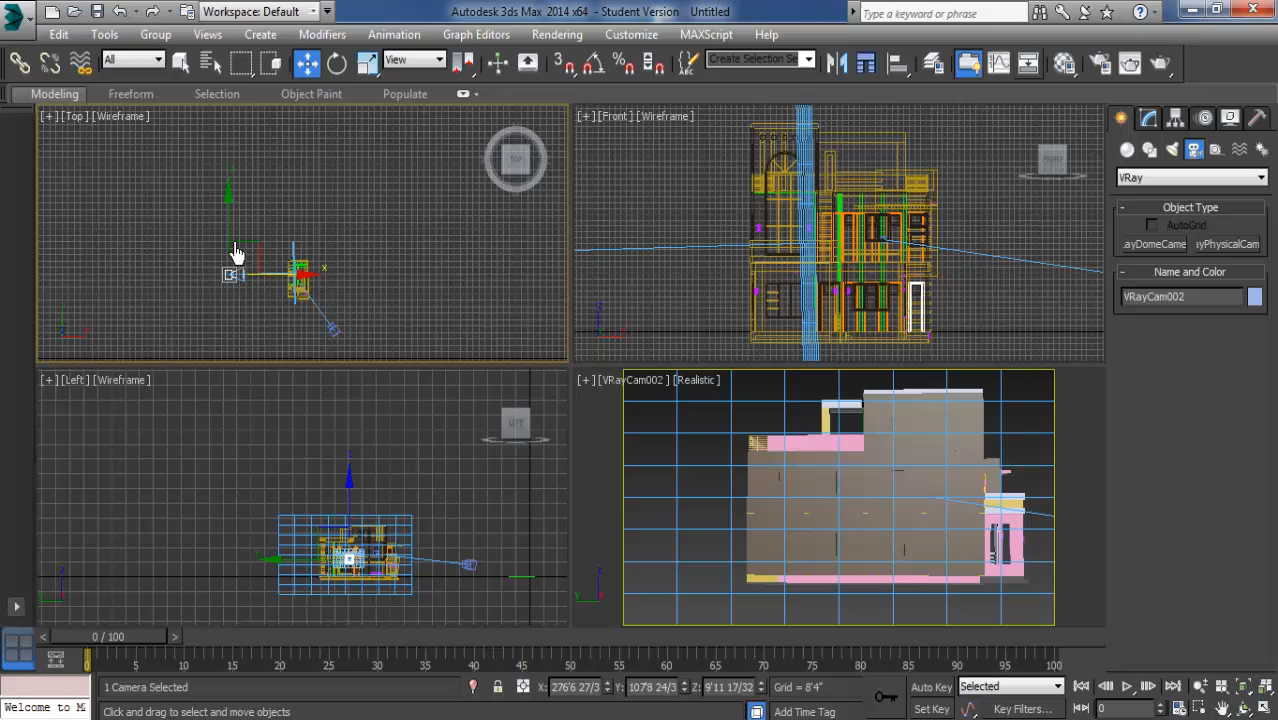 Workspace: Default
Autodesk 3ds Max 2014 - Student Version Untitled
Type a keyword or phrase
Edit Tools Group Views Create Modifiers Animation Graph Editors Rendering Customize MAXScript Help
All
View
Create Selection Se
Modeling Freeform Selection Object Paint Populate
[+] [Top] [Wireframe]
TOP
x
[+] [Front] [Wireframe]
FRONT
VRay
- Object Type
AutoGrid
.ayDomeCame
ıyPhysicalCam
- Name and Color
VRayCam002
[+] [Left] [Wireframe]
LEFT
[+] [VRayCam002 ] [Realistic ]
< 0 / 100 >
0 5 10 15 20 25 30 35 40 45 50 55 60 65 70 75 80 85 90 95 100
1 Camera Selected
X: 276'6 27/3
Y: 107'8 24/3
Z: 9'11 17/32
Grid = 8'4"
Auto Key
Selected
Welcome to M
Click and drag to select and move objects
Add Time Tag
Set Key
Key Filters...
0